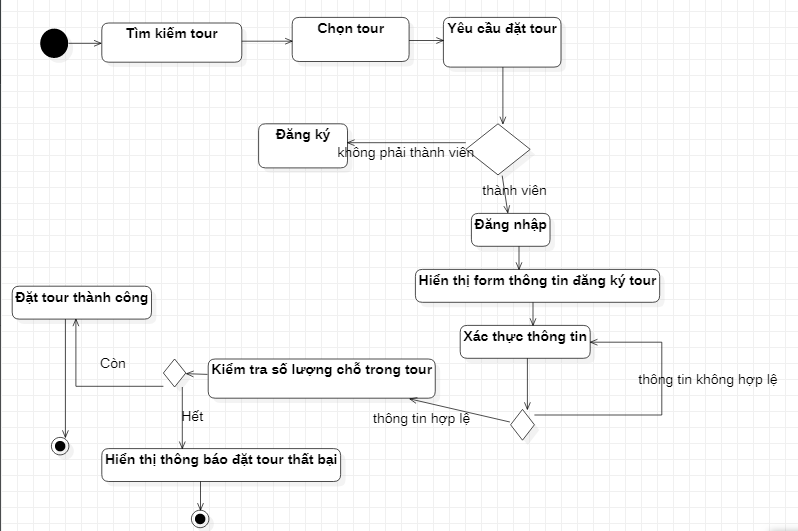 Tìm kiếm tour
Chọn tour
Yêu cầu đặt tour
Đăng ký
không phải thành viên
thành viên
Đăng nhập
Hiển thị form thông tin đăng ký tour
Xác thực thông tin
thông tin không hợp lệ
thông tin hợp lệ
Kiểm tra số lượng chỗ trong tour
Còn
Đặt tour thành công
Hết
Hiển thị thông báo đặt tour thất bại